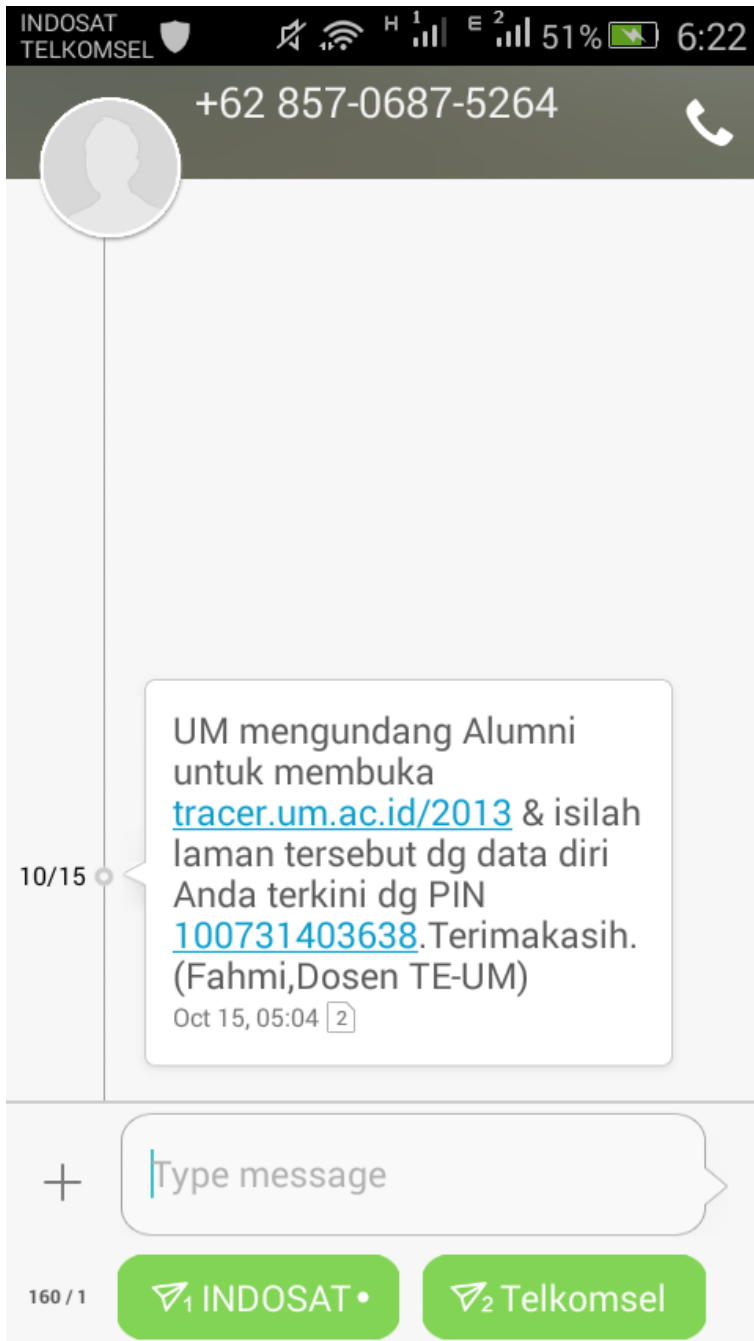 INDOSAT
TELKOMSEL
H 1 E 2 51% 6:22
+62 857-0687-5264
UM mengundang Alumni
untuk membuka
tracer.um.ac.id/2013 & isilah
laman tersebut dg data diri
10/15
Anda terkini dg PIN
100731403638.Terimakasih.
(Fahmi,Dosen TE-UM)
Oct 15, 05:04 2
Type message
160 / 1
1 INDOSAT
2 Telkomsel